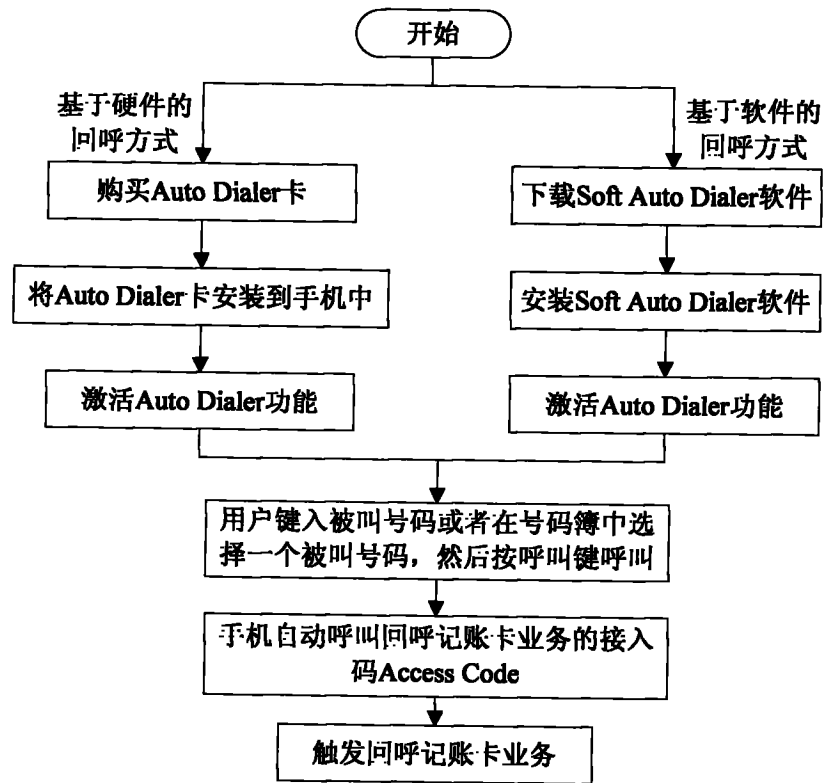 开始
基于硬件的
回呼方式
基于软件的
回呼方式
购买Auto Dialer卡
下载Soft Auto Dialer软件
将Auto Dialer卡安装到手机中
安装Soft Auto Dialer软件
激活Auto Dialer功能
激活Auto Dialer功能
用户键入被叫号码或者在号码簿中选
择一个被叫号码，然后按呼叫键呼叫
手机自动呼叫回呼记账卡业务的接入
码Access Code
触发回呼记账卡业务